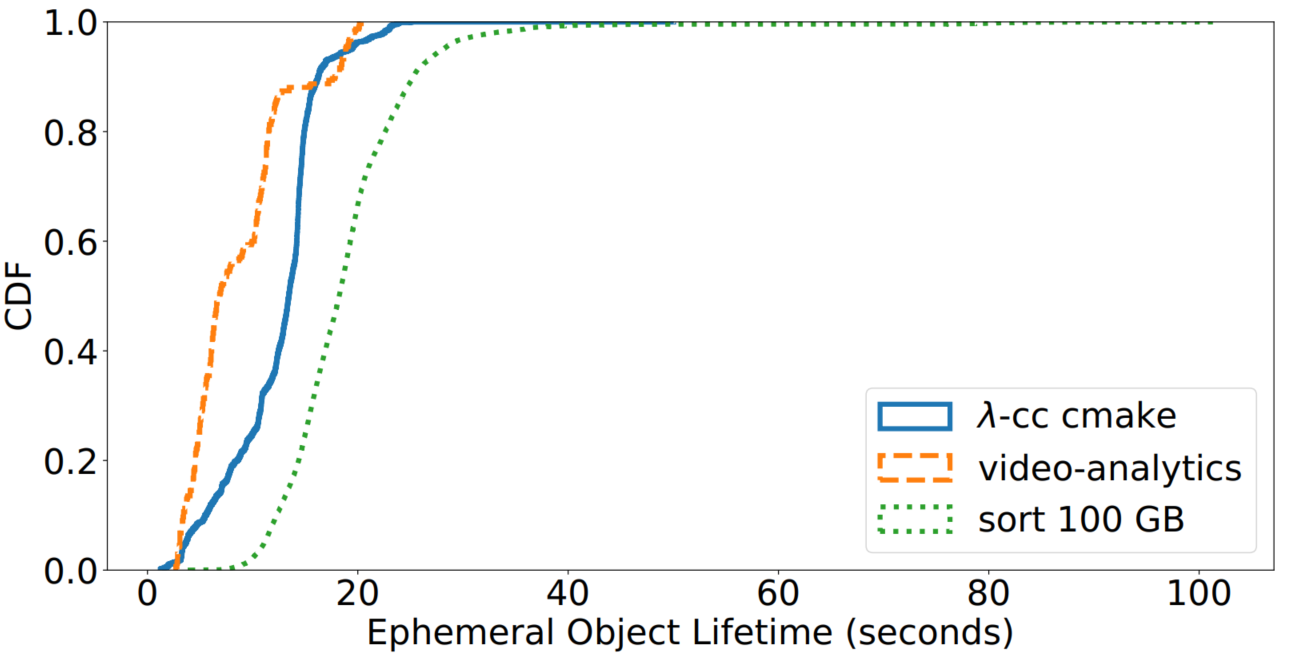 1.0
0.8
0.6
0.4
0.2
0.0
CDF
0 20 40 60 80 100
Ephemeral Object Lifetime (seconds)
λ-cc cmake
video-analytics
sort 100 GB